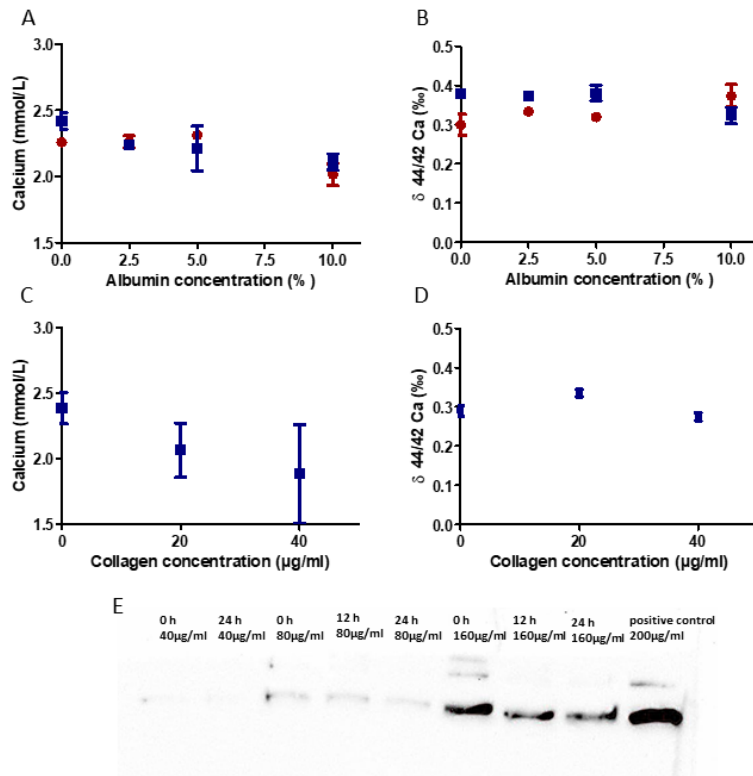 A
B
3.0
2.5
2.0
1.5
Calcium (mmol/L)
0.0 2.5 5.0 7.5 10.0
Albumin concentration (% )
0.5
0.4
0.3
0.2
0.1
0.0
δ 44/42 Ca (‰)
0.0 2.5 5.0 7.5 10.0
Albumin concentration (% )
C
D
3.0
2.5
2.0
1.5
Calcium (mmol/L)
0 20 40
Collagen concentration (µg/ml)
0.5
0.4
0.3
0.2
0.1
0.0
δ 44/42 Ca (‰)
0 20 40
Collagen concentration (µg/ml)
E
0 h 24 h 0 h 12 h 24 h 0 h 12 h 24 h positive control
40µg/ml 40µg/ml 80µg/ml 80µg/ml 80µg/ml 160µg/ml 160µg/ml 160µg/ml 200µg/ml